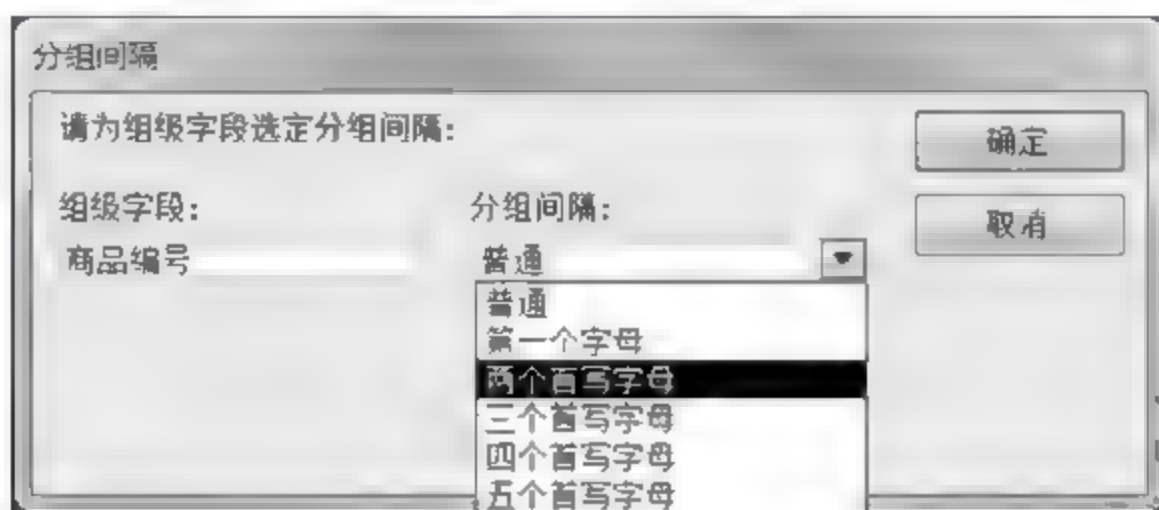 分组间隔
请为组级字段选定分组间隔:
确定
组级字段:
分组间隔:
取消
商品编号
普通
普通
第一个字母
两个首写字母
三个首写字母
四个首写字母
五个首写字母